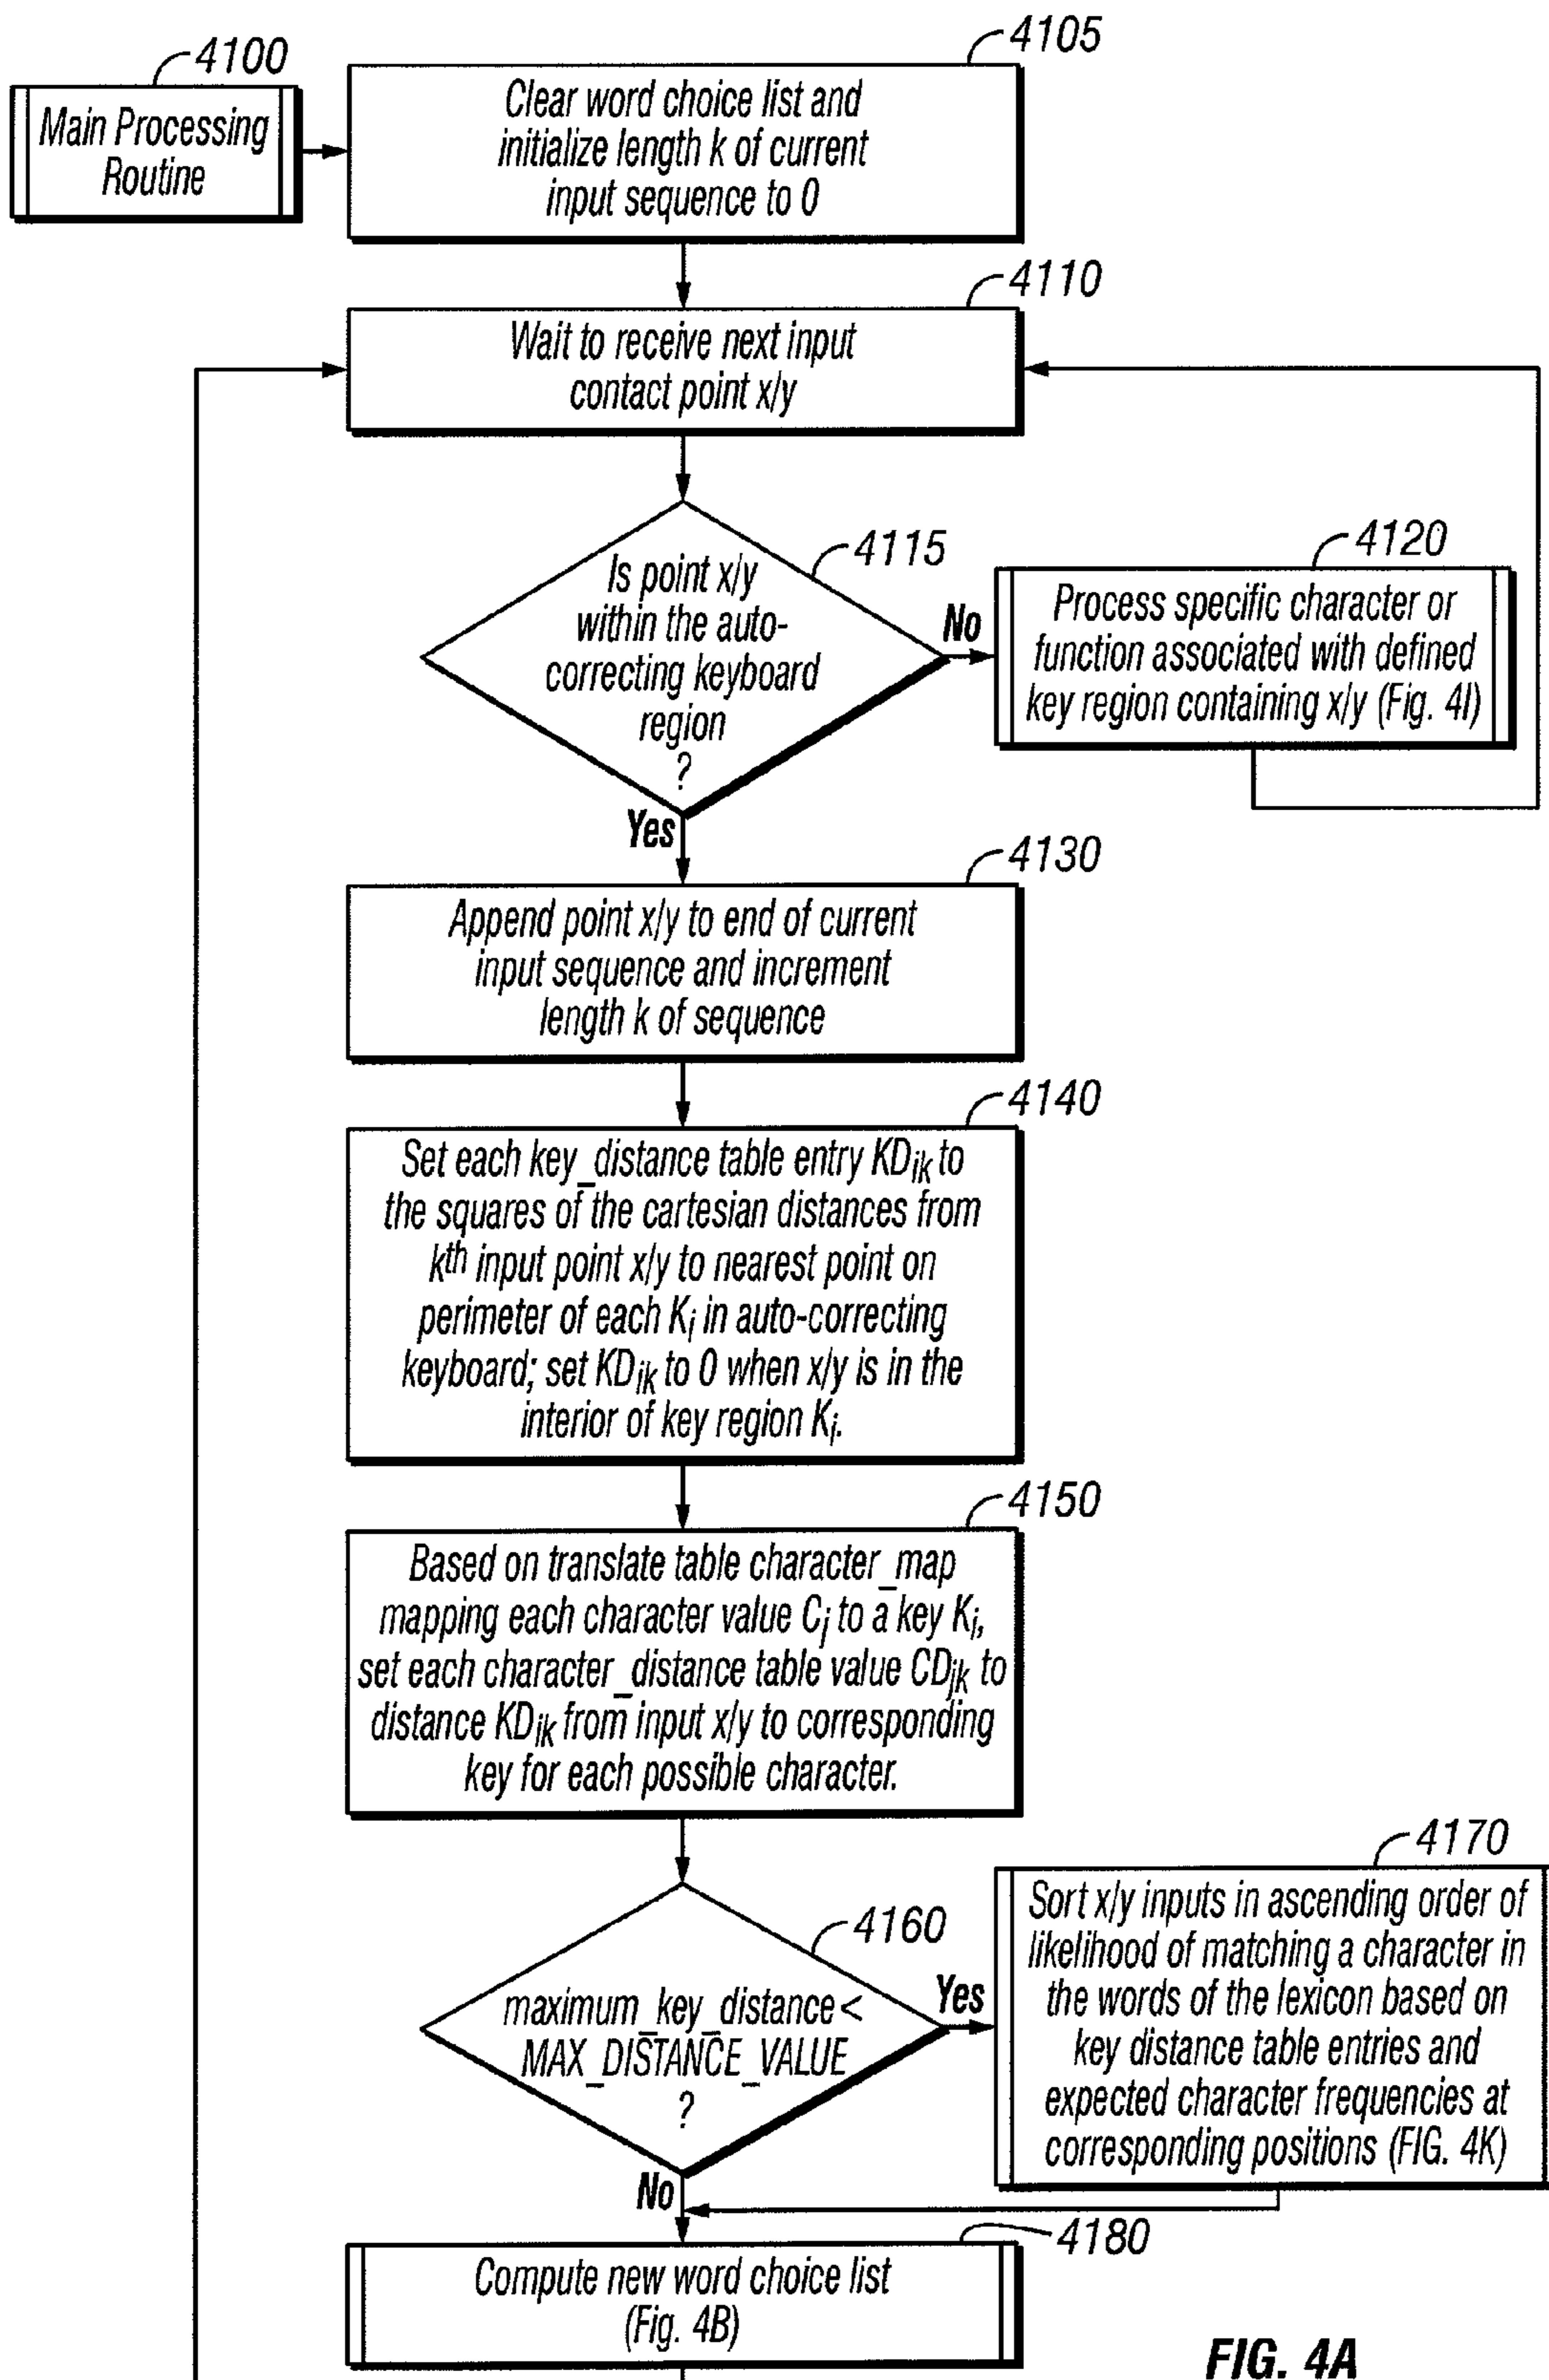 4100
Main Processing
Routine
4105
Clear word choice list and
initialize length k of current
input sequence to 0
4110
Wait to receive next input
contact point x/y
4115
Is point x/y
within the auto-
correcting keyboard
region
?
No
Yes
4120
Process specific character or
function associated with defined
key region containing x/y (Fig. 4I)
4130
Append point x/y to end of current
input sequence and increment
length k of sequence
4140
Set each key_distance table entry KDik to
the squares of the cartesian distances from
kth input point x/y to nearest point on
perimeter of each Ki in auto-correcting
keyboard; set KDik to 0 when x/y is in the
interior of key region Ki.
4150
Based on translate table character_map
mapping each character value Cj to a key Ki,
set each character_distance table value CDjk to
distance KDik from input x/y to corresponding
key for each possible character.
4160
maximum_key_distance <
MAX_DISTANCE_VALUE
?
Yes
No
4170
Sort x/y inputs in ascending order of
likelihood of matching a character in
the words of the lexicon based on
key distance table entries and
expected character frequencies at
corresponding positions (FIG. 4K)
4180
Compute new word choice list
(Fig. 4B)
FIG. 4A